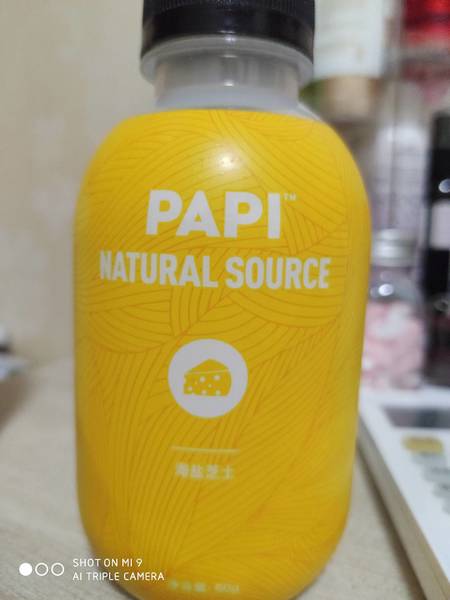 PAPI™
NATURAL SOURCE
海盐芝士
SHOT ON MI 9
AI TRIPLE CAMERA